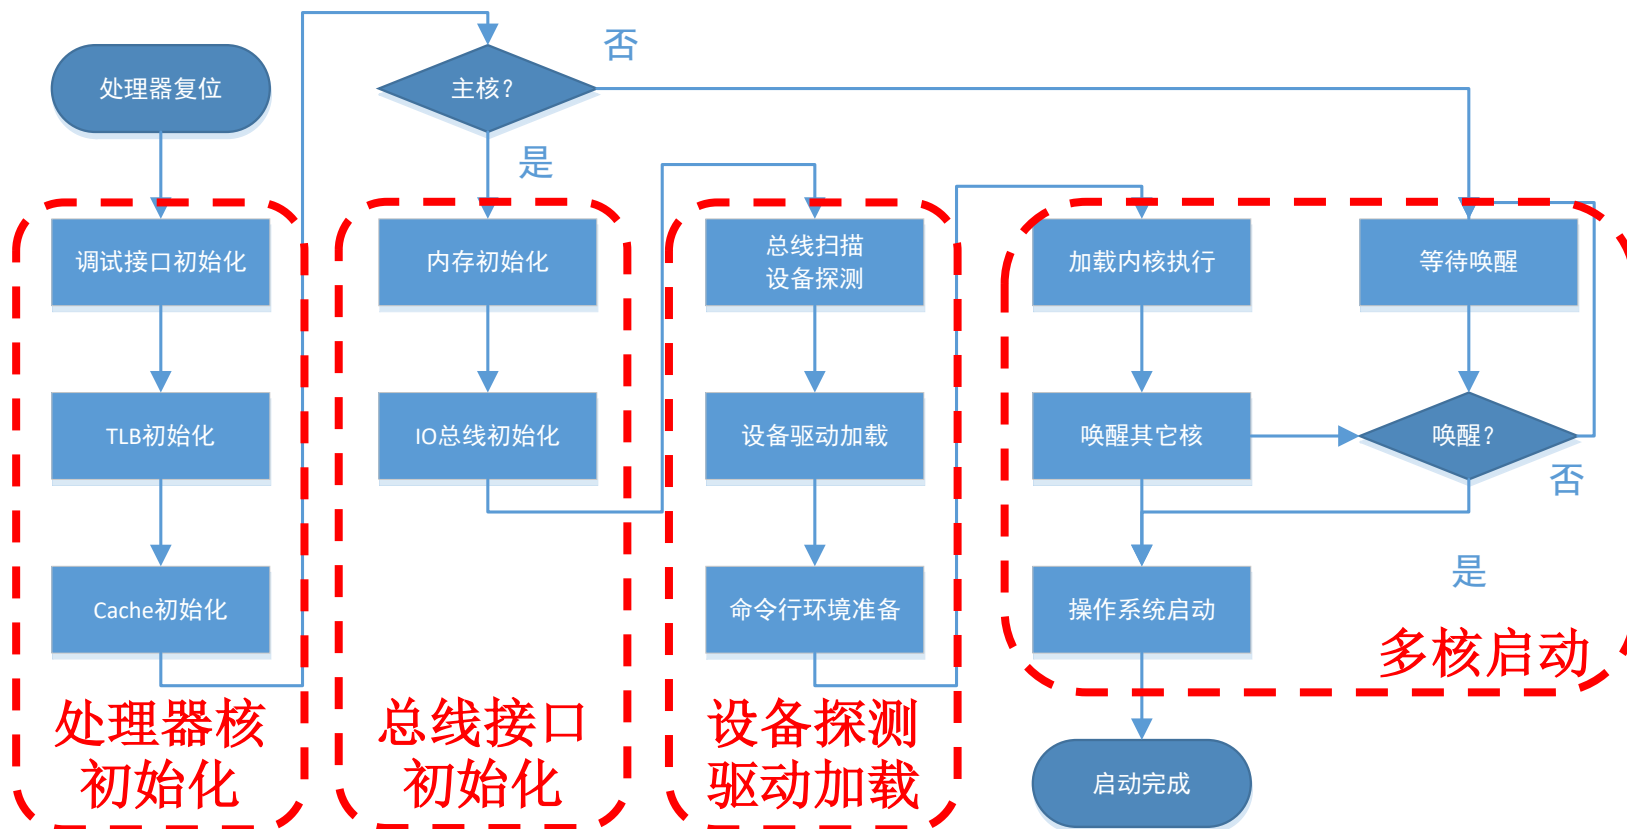 处理器复位
主核？
否
是
调试接口初始化
TLB初始化
Cache初始化
处理器核
初始化
内存初始化
IO总线初始化
总线接口
初始化
总线扫描
设备探测
设备驱动加载
命令行环境准备
设备探测
驱动加载
加载内核执行
唤醒其它核
操作系统启动
等待唤醒
唤醒？
否
是
多核启动
启动完成